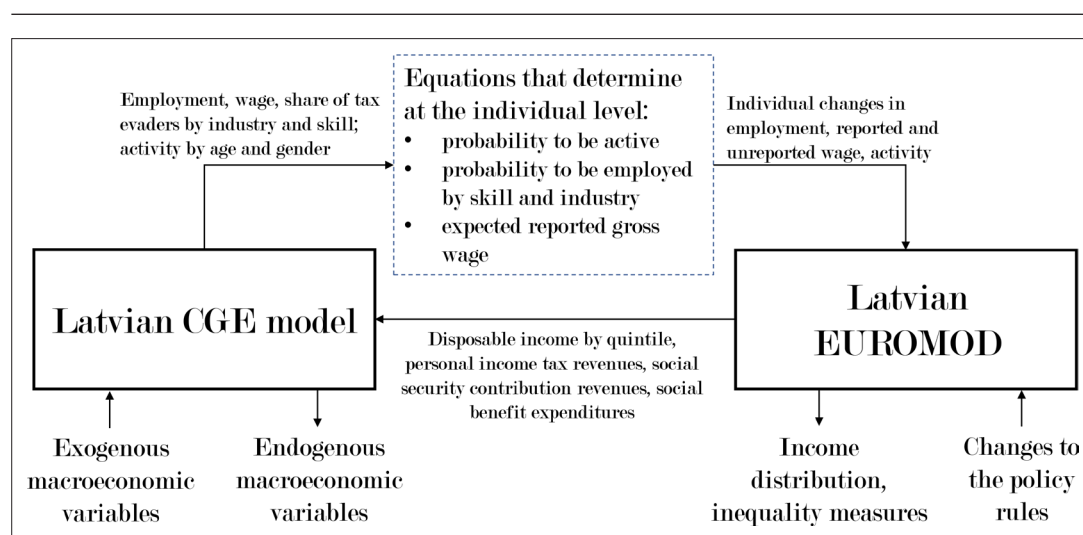 Employment, wage, share of tax
evaders by industry and skill;
activity by age and gender
Equations that determine
at the individual level:
• probability to be active
• probability to be employed
by skill and industry
• expected reported gross
wage
Individual changes in
employment, reported and
unreported wage, activity
Latvian CGE model
Latvian
EUROMOD
Disposable income by quintile,
personal income tax revenues, social
security contribution revenues, social
benefit expenditures
Exogenous
macroeconomic
variables
Endogenous
macroeconomic
variables
Income
distribution,
inequality measures
Changes to
the policy
rules